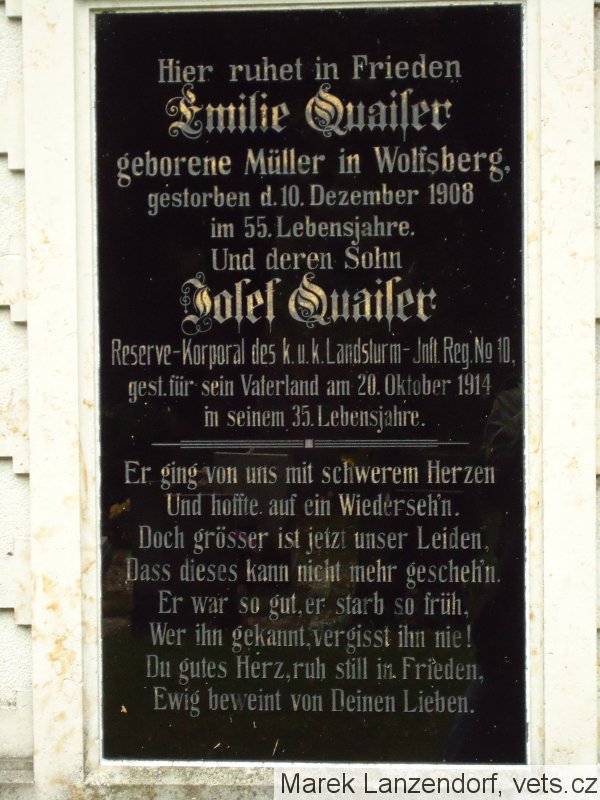 Hier ruhet in Frieden
Emilie Quaiſer
geborene Müller in Wolfsberg,
gestorben d. 10. Dezember 1908
im 55. Lebensjahre.
Und deren Sohn
Joſef Quaiſer
Reserve-Korporal des k. u. k. Landsturm-Jnft. Reg. No 10,
gest. für sein Vaterland am 20. Oktober 1914
in seinem 35. Lebensjahre.
Er ging von uns mit schwerem Herzen
Und hoffte auf ein Wiederseh'n.
Doch grösser ist jetzt unser Leiden,
Dass dieses kann nicht mehr gescheh'n.
Er war so gut, er starb so früh,
Wer ihn gekannt, vergisst ihn nie!
Du gutes Herz, ruh still in Frieden,
Ewig beweint von Deinen Lieben.
Marek Lanzendorf, vets.cz